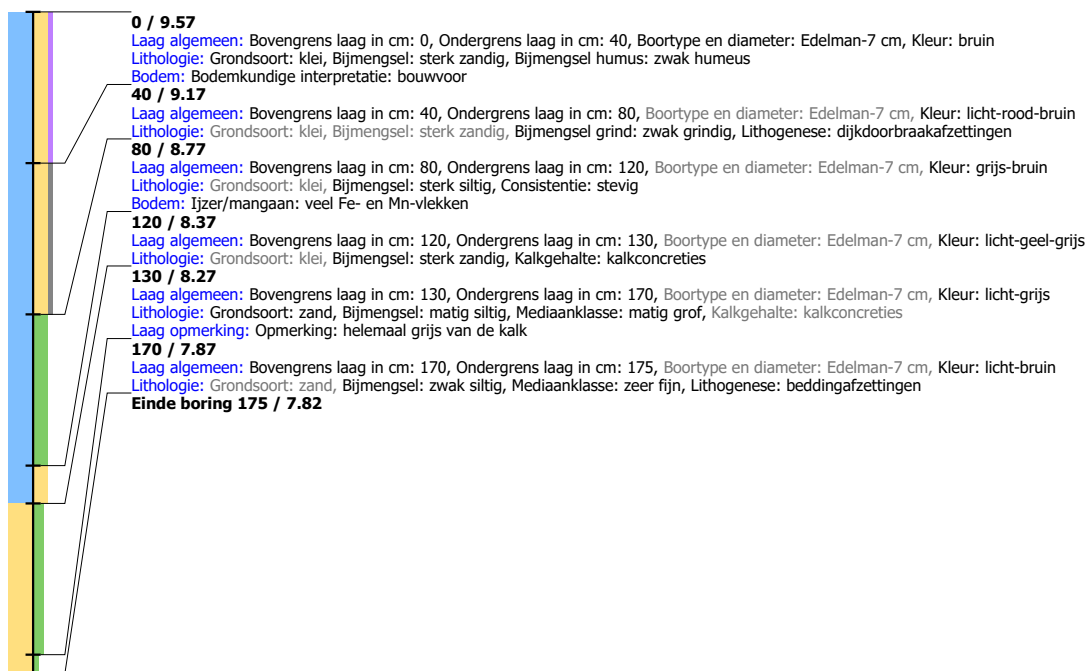 0 / 9.57
Laag algemeen: Bovengrens laag in cm: 0, Ondergrens laag in cm: 40, Boortype en diameter: Edelman-7 cm, Kleur: bruin
Lithologie: Grondsoort: klei, Bijmengsel: sterk zandig, Bijmengsel humus: zwak humeus
Bodem: Bodemkundige interpretatie: bouwvoor
40 / 9.17
Laag algemeen: Bovengrens laag in cm: 40, Ondergrens laag in cm: 80, Boortype en diameter: Edelman-7 cm, Kleur: licht-rood-bruin
Lithologie: Grondsoort: klei, Bijmengsel: sterk zandig, Bijmengsel grind: zwak grindig, Lithogenese: dijkdoorbraakafzettingen
80 / 8.77
Laag algemeen: Bovengrens laag in cm: 80, Ondergrens laag in cm: 120, Boortype en diameter: Edelman-7 cm, Kleur: grijs-bruin
Lithologie: Grondsoort: klei, Bijmengsel: sterk siltig, Consistentie: stevig
Bodem: Ijzer/mangaan: veel Fe- en Mn-vlekken
120 / 8.37
Laag algemeen: Bovengrens laag in cm: 120, Ondergrens laag in cm: 130, Boortype en diameter: Edelman-7 cm, Kleur: licht-geel-grijs
Lithologie: Grondsoort: klei, Bijmengsel: sterk zandig, Kalkgehalte: kalkconcreties
130 / 8.27
Laag algemeen: Bovengrens laag in cm: 130, Ondergrens laag in cm: 170, Boortype en diameter: Edelman-7 cm, Kleur: licht-grijs
Lithologie: Grondsoort: zand, Bijmengsel: matig siltig, Mediaanklasse: matig grof, Kalkgehalte: kalkconcreties
Laag opmerking: Opmerking: helemaal grijs van de kalk
170 / 7.87
Laag algemeen: Bovengrens laag in cm: 170, Ondergrens laag in cm: 175, Boortype en diameter: Edelman-7 cm, Kleur: licht-bruin
Lithologie: Grondsoort: zand, Bijmengsel: zwak siltig, Mediaanklasse: zeer fijn, Lithogenese: beddingafzettingen
Einde boring 175 / 7.82